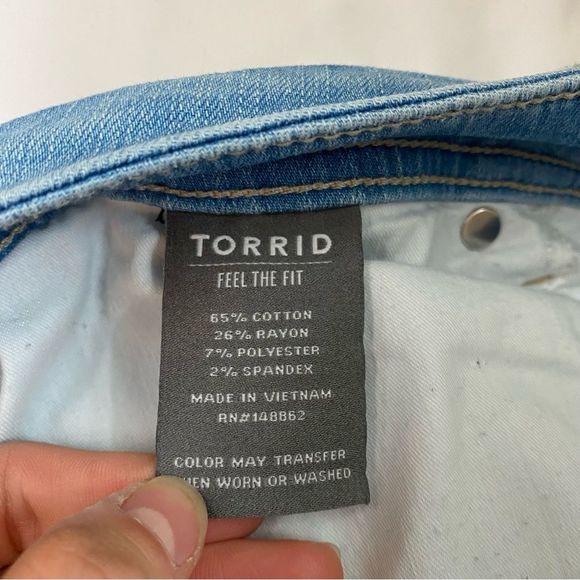 TORRID
FEEL THE FIT
65% COTTON
26% RAYON
7% POLYESTER
2% SPANDEX
MADE IN VIETNAM
RN#148862
COLOR MAY TRANSFER
WORN OR WASHED